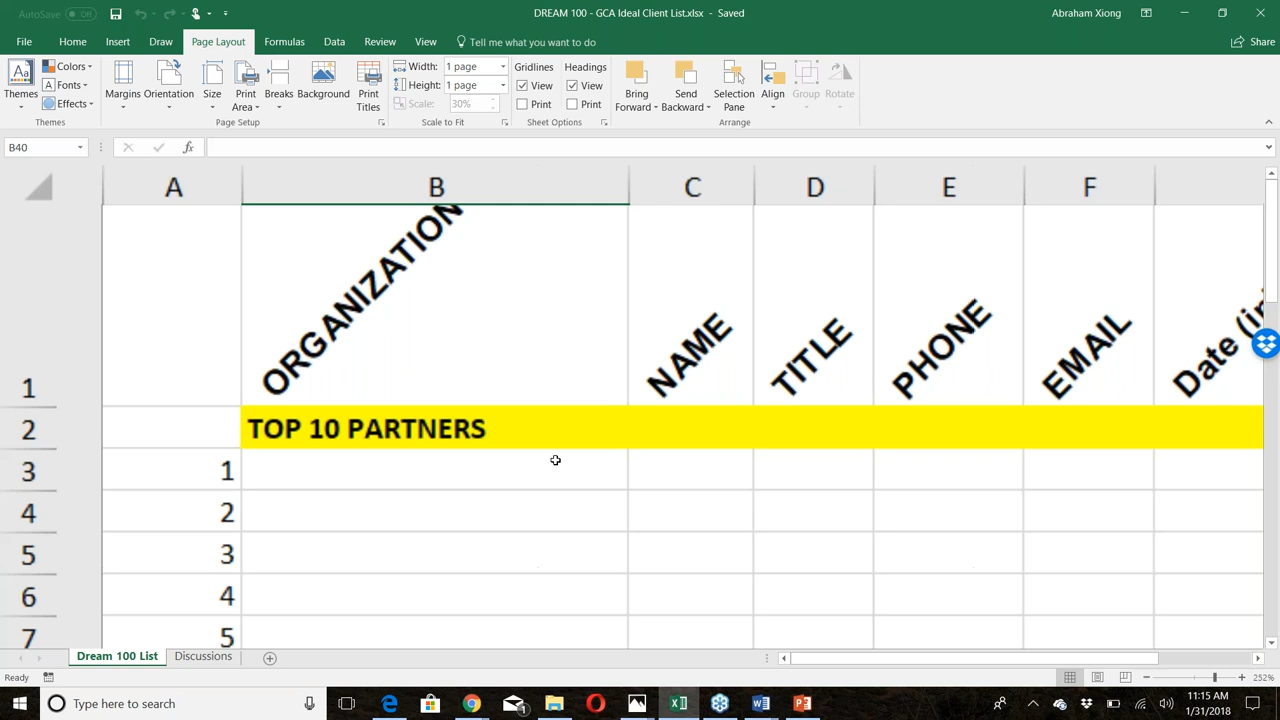 AutoSave Off
DREAM 100 - GCA Ideal Client List.xlsx - Saved
Abraham Xiong
File Home Insert Draw Page Layout Formulas Data Review View Tell me what you want to do Share
Themes
Colors
Fonts
Effects
Themes
Margins
Orientation
Size
Print Area
Breaks
Background
Print Titles
Page Setup
Width: 1 page
Height: 1 page
Scale: 30%
Scale to Fit
Gridlines
View
Print
Headings
View
Print
Sheet Options
Bring Forward
Send Backward
Selection Pane
Align
Group
Rotate
Arrange
B40
fx
A B C D E F
1 ORGANIZATION NAME TITLE PHONE EMAIL Date
2 TOP 10 PARTNERS
3 1
4 2
5 3
6 4
7 5
Dream 100 List Discussions
Ready
252%
Type here to search
11:15 AM
1/31/2018